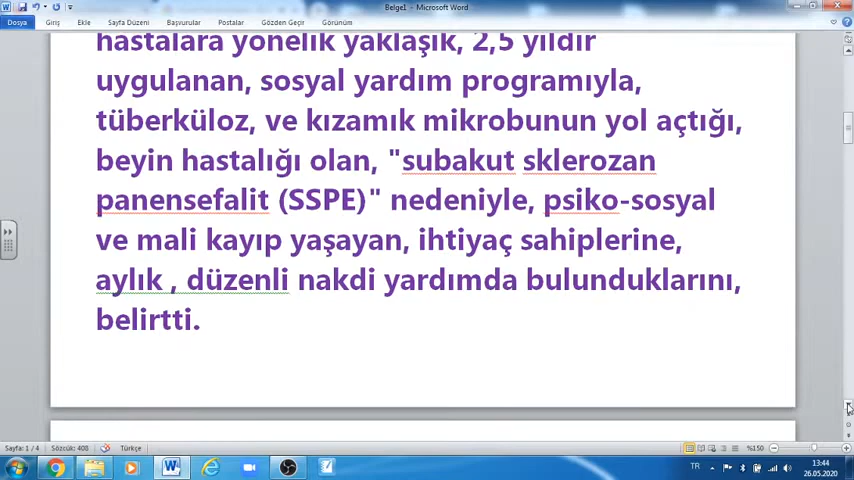 Belge1 - Microsoft Word
Dosya Giriş Ekle Sayfa Düzeni Başvurular Postalar Gözden Geçir Görünüm
hastalara yönelik yaklaşık, 2,5 yıldır
uygulanan, sosyal yardım programıyla,
tüberküloz, ve kızamık mikrobunun yol açtığı,
beyin hastalığı olan, "subakut sklerozan
panensefalit (SSPE)" nedeniyle, psiko-sosyal
ve mali kayıp yaşayan, ihtiyaç sahiplerine,
aylık , düzenli nakdi yardımda bulunduklarını,
belirtti.
Sayfa: 1 / 4 Sözcük: 408 Türkçe %150
TR 13:44
26.05.2020